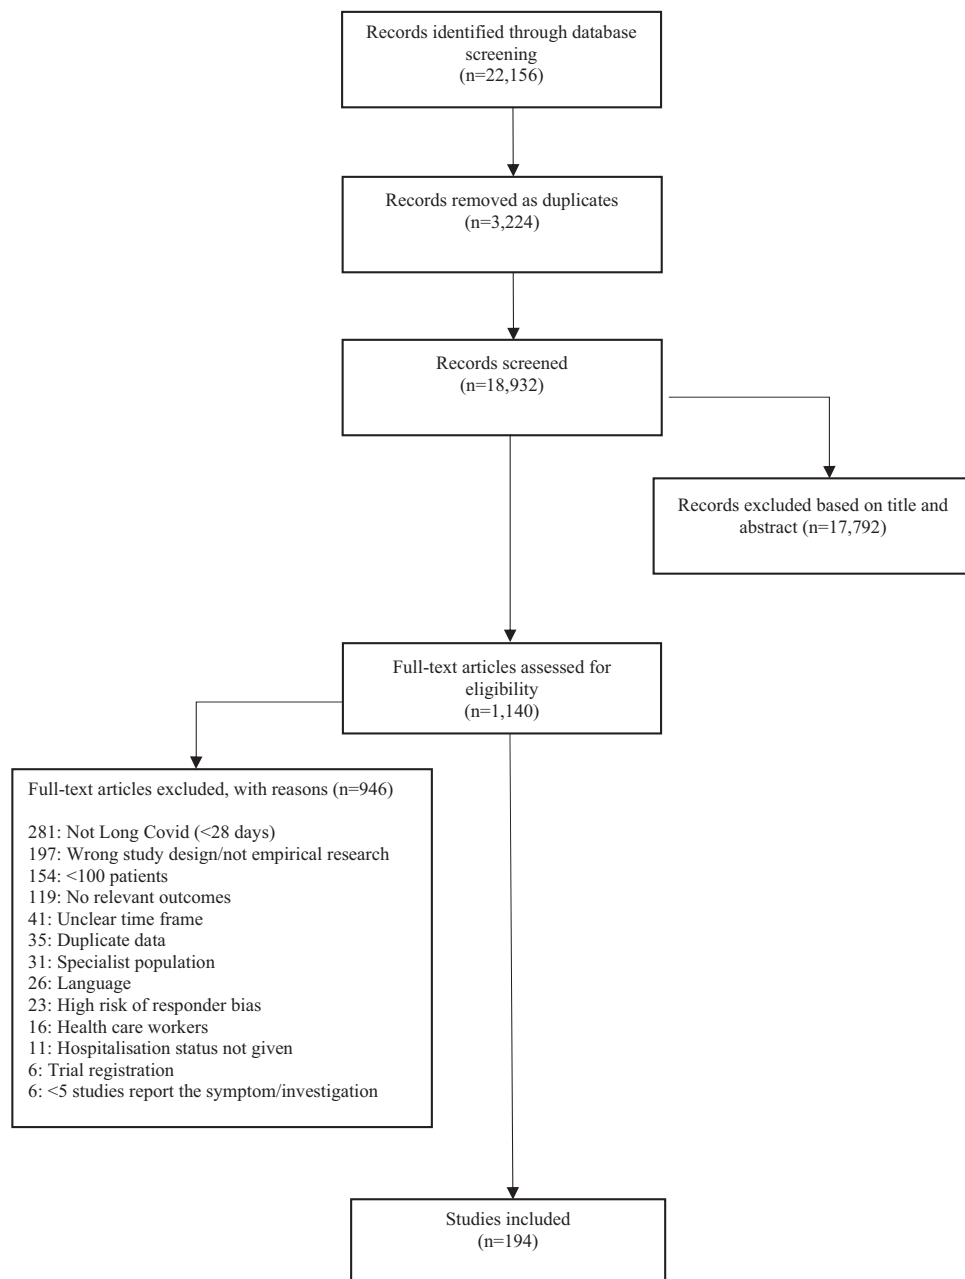 Records identified through database
screening
(n=22,156)
Records removed as duplicates
(n=3,224)
Records screened
(n=18,932)
Records excluded based on title and
abstract (n=17,792)
Full-text articles assessed for
eligibility
(n=1,140)
Full-text articles excluded, with reasons (n=946)
281: Not Long Covid (<28 days)
197: Wrong study design/not empirical research
154: <100 patients
119: No relevant outcomes
41: Unclear time frame
35: Duplicate data
31: Specialist population
26: Language
23: High risk of responder bias
16: Health care workers
11: Hospitalisation status not given
6: Trial registration
6: <5 studies report the symptom/investigation
Studies included
(n=194)